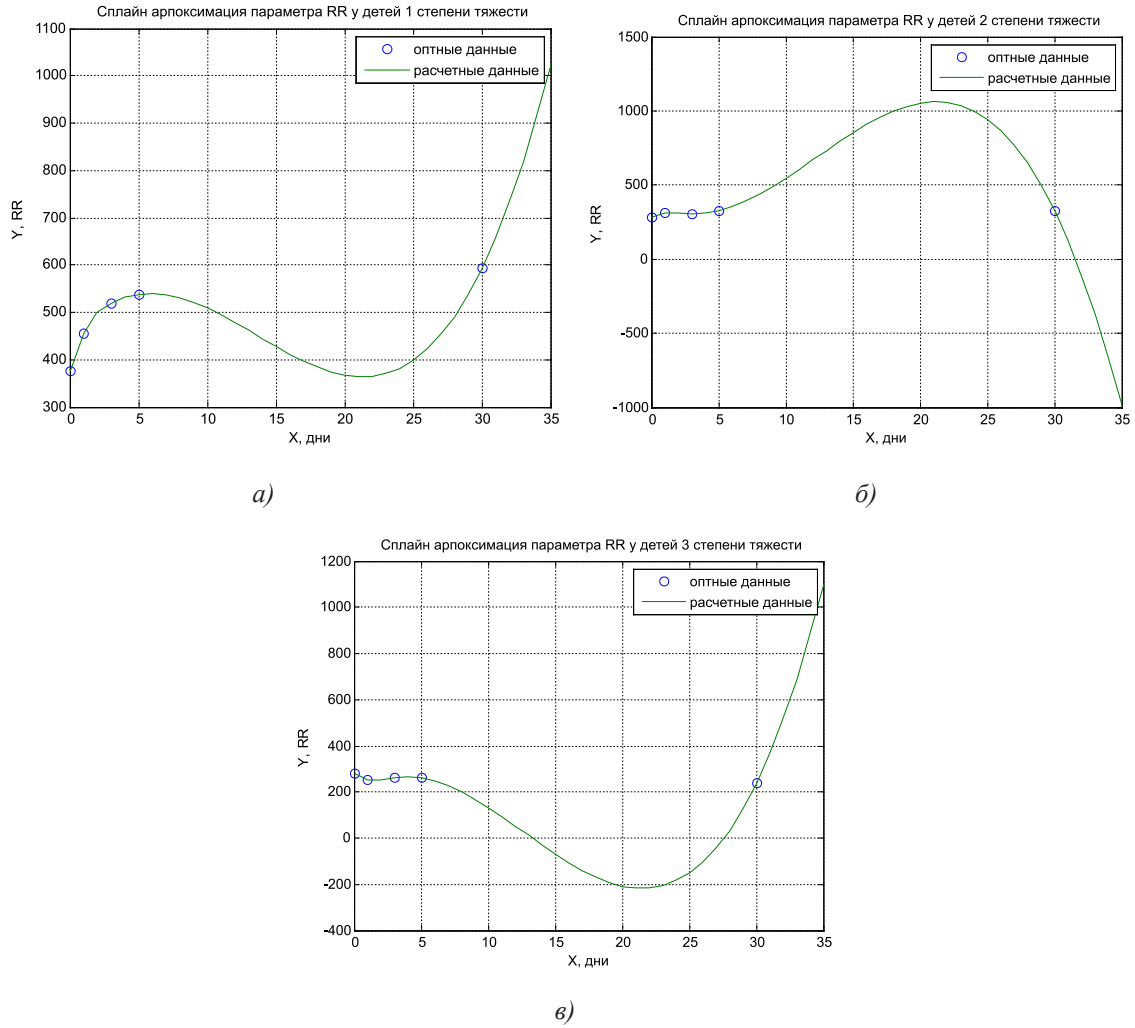 Сплайн арпоксимация параметра RR у детей 1 степени тяжести
1100
1000
900
800
700
600
500
400
300
Y, RR
оптные данные
расчетные данные
0 5 10 15 20 25 30 35
X, дни
а)
Сплайн арпоксимация параметра RR у детей 2 степени тяжести
1500
1000
500
0
-500
-1000
Y, RR
оптные данные
расчетные данные
0 5 10 15 20 25 30 35
X, дни
б)
Сплайн арпоксимация параметра RR у детей 3 степени тяжести
1200
1000
800
600
400
200
0
-200
-400
Y, RR
оптные данные
расчетные данные
0 5 10 15 20 25 30 35
X, дни
в)